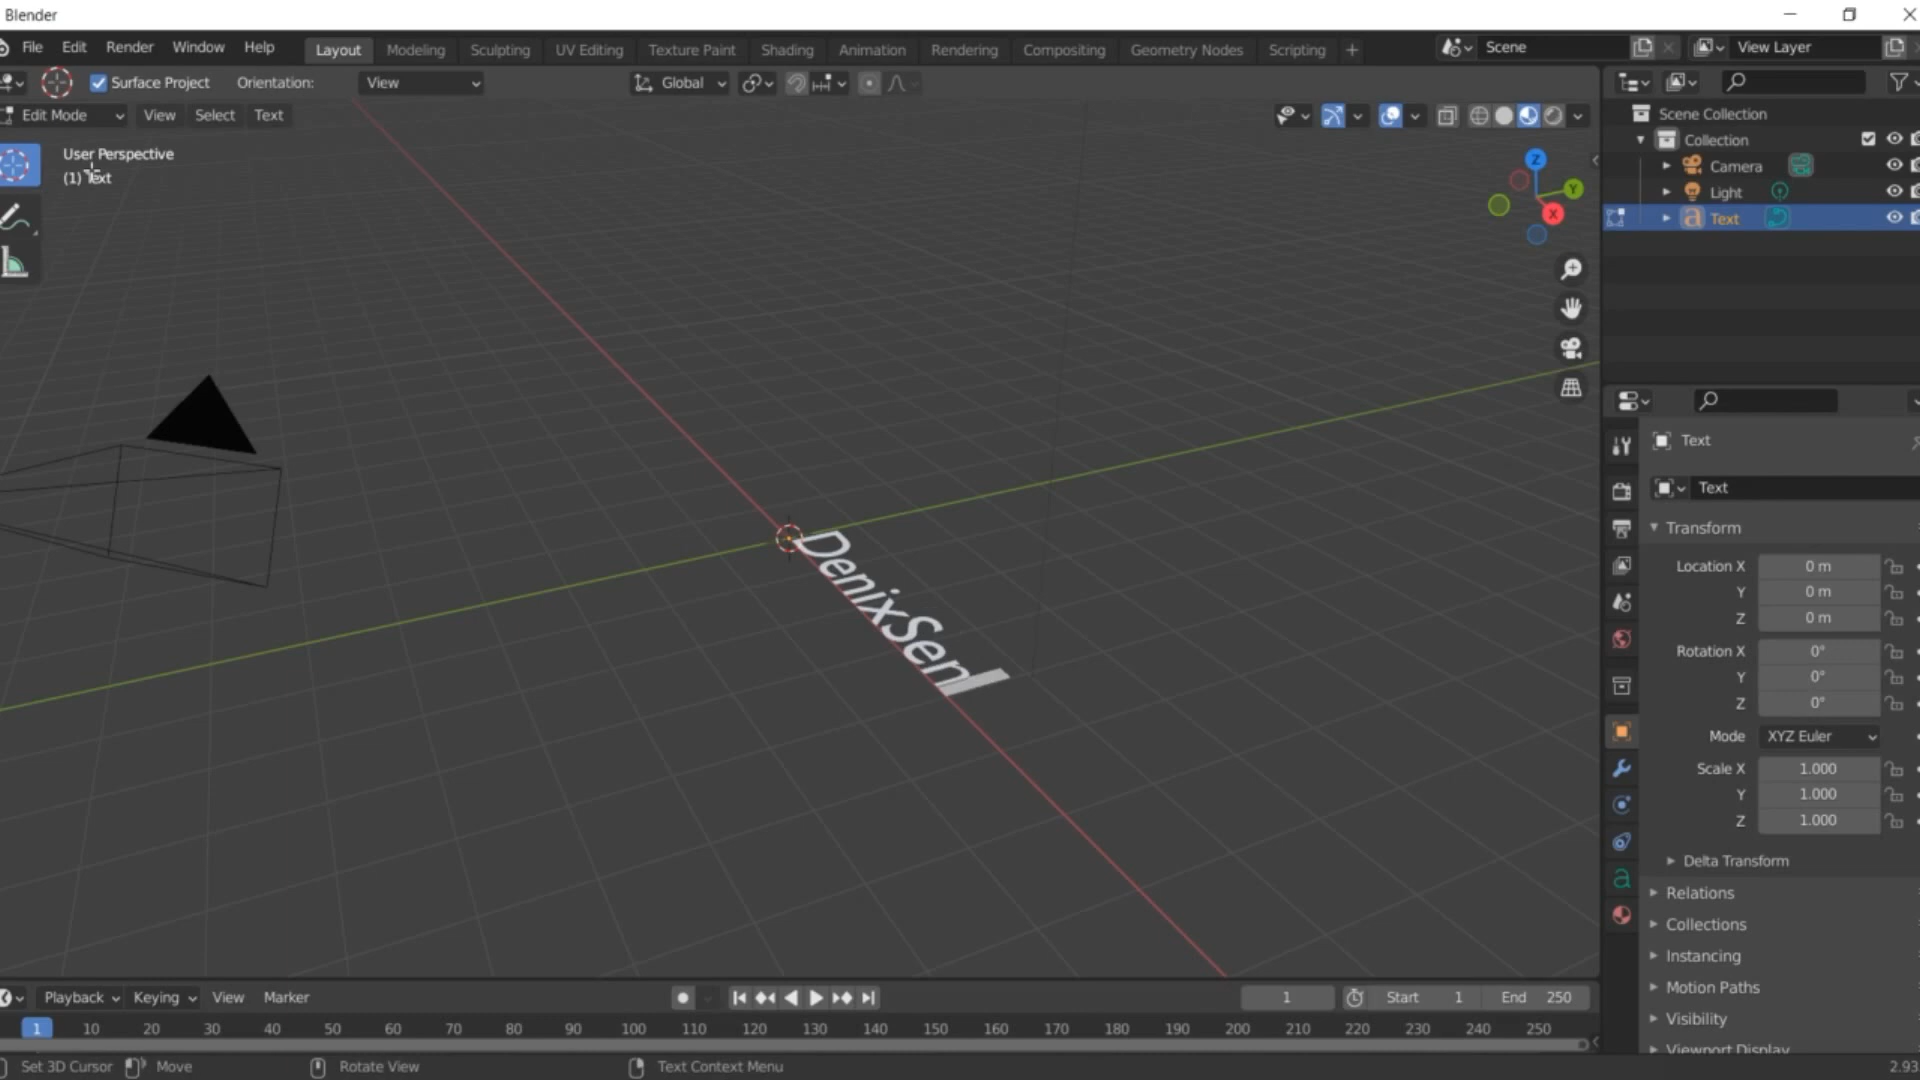 Blender
File Edit Render Window Help Layout Modeling Sculpting UV Editing Texture Paint Shading Animation Rendering Compositing Geometry Nodes Scripting + Scene View Layer
Surface Project Orientation: View Global
Edit Mode View Select Text
User Perspective
(1) Text
Z
Y
X
DenixSen
Scene Collection
Collection
Camera
Light
Text
Text
Text
Transform
Location X 0 m
Y 0 m
Z 0 m
Rotation X 0°
Y 0°
Z 0°
Mode XYZ Euler
Scale X 1.000
Y 1.000
Z 1.000
Delta Transform
Relations
Collections
Instancing
Motion Paths
Visibility
Viewport Display
Playback Keying View Marker 1 Start 1 End 250
1 10 20 30 40 50 60 70 80 90 100 110 120 130 140 150 160 170 180 190 200 210 220 230 240 250
Set 3D Cursor Move Rotate View Text Context Menu 2.93